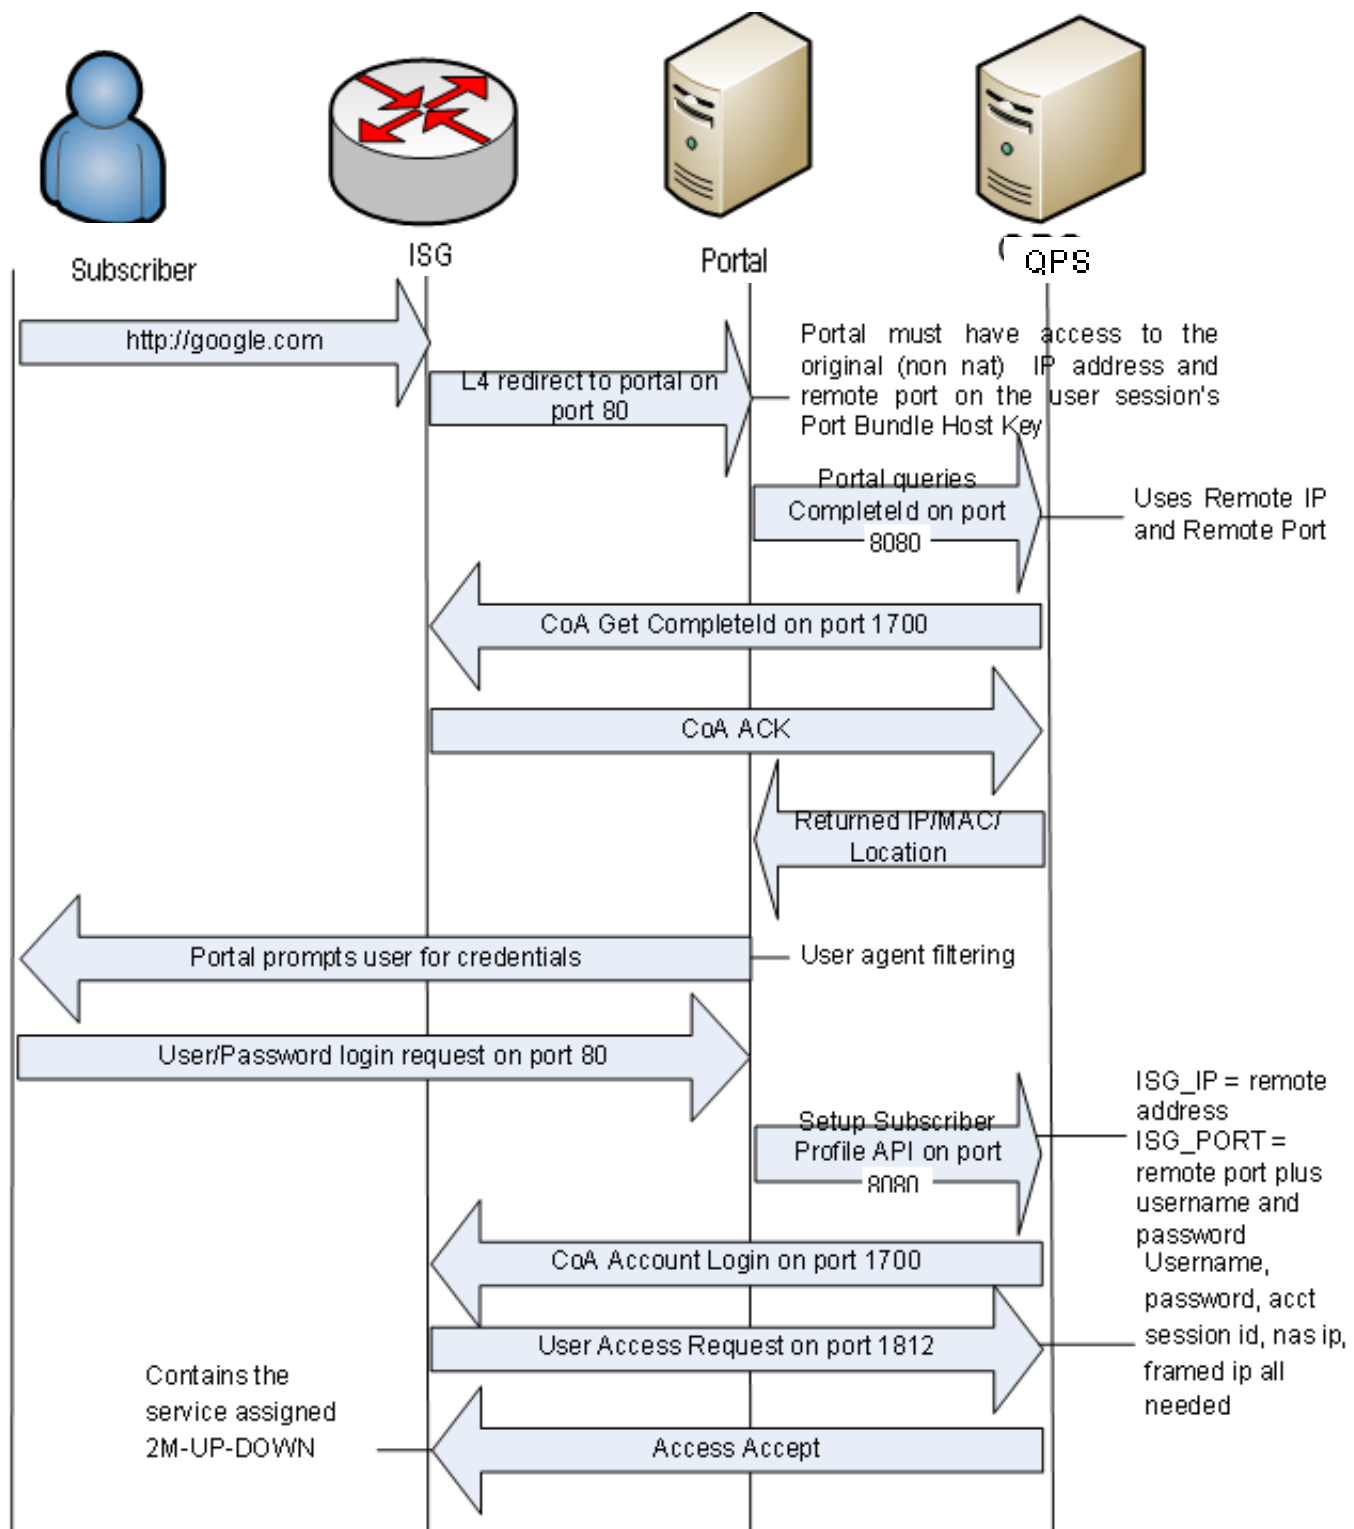 Subscriber
ISG
Portal
QPS
http://google.com
L4 redirect to portal on
port 80
Portal must have access to the
original (non nat) IP address and
remote port on the user session's
Port Bundle Host Key
Portal queries
CompleteId on port
8080
Uses Remote IP
and Remote Port
CoA Get CompleteId on port 1700
CoA ACK
Returned IP/MAC/
Location
Portal prompts user for credentials
User agent filtering
User/Password login request on port 80
Setup Subscriber
Profile API on port
8080
ISG_IP = remote
address
ISG_PORT =
remote port plus
username and
password
CoA Account Login on port 1700
User Access Request on port 1812
Username,
password, acct
session id, nas ip,
framed ip all
needed
Contains the
service assigned
2M-UP-DOWN
Access Accept